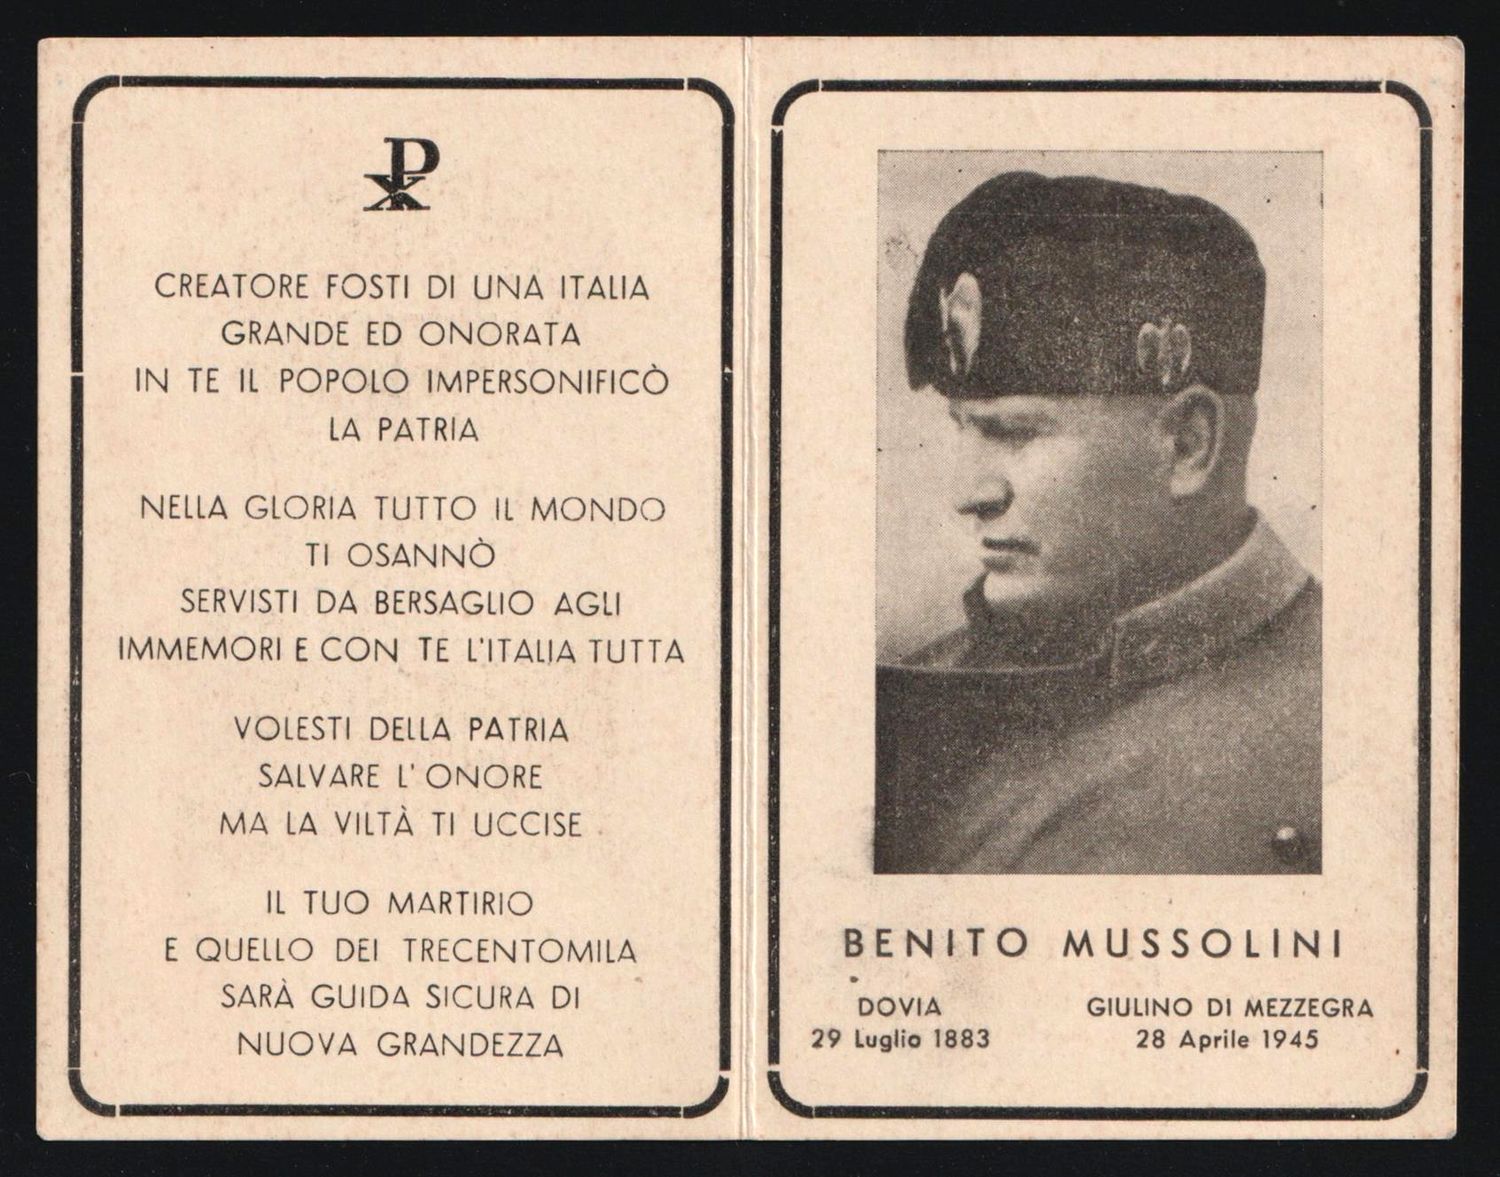 CREATORE FOSTI DI UNA ITALIA
GRANDE ED ONORATA
IN TE IL POPOLO IMPERSONIFICÒ
LA PATRIA
NELLA GLORIA TUTTO IL MONDO
TI OSANNÒ
SERVISTI DA BERSAGLIO AGLI
IMMEMORI E CON TE L'ITALIA TUTTA
VOLESTI DELLA PATRIA
SALVARE L'ONORE
MA LA VILTÀ TI UCCISE
IL TUO MARTIRIO
E QUELLO DEI TRECENTOMILA
SARÀ GUIDA SICURA DI
NUOVA GRANDEZZA
BENITO MUSSOLINI
DOVIA
29 Luglio 1883
GIULINO DI MEZZEGRA
28 Aprile 1945